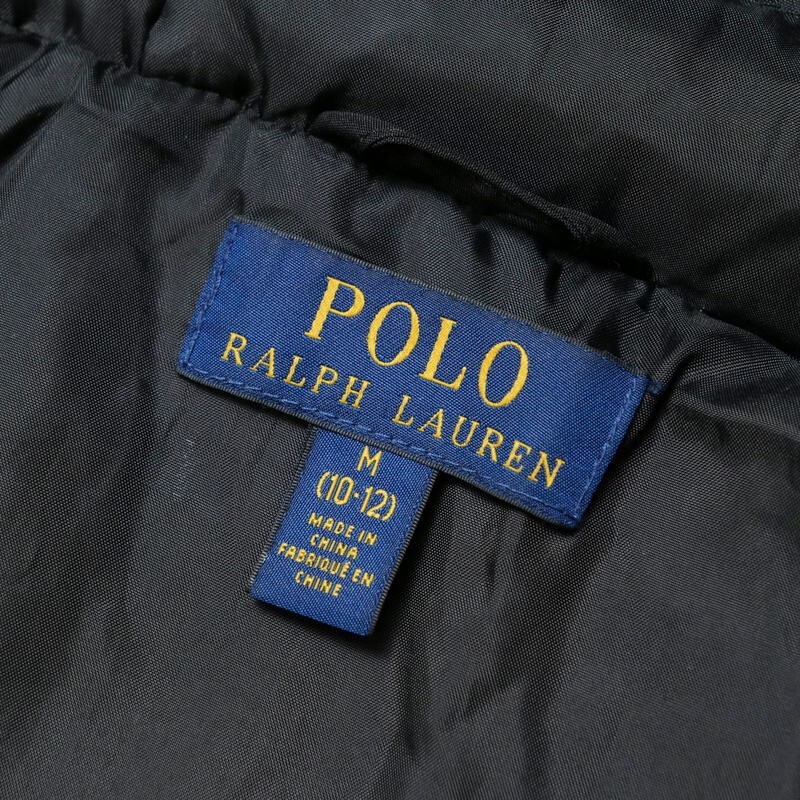 POLO
RALPH LAUREN
M
(10-12)
MADE IN
CHINA
FABRIQUÉ EN
CHINE